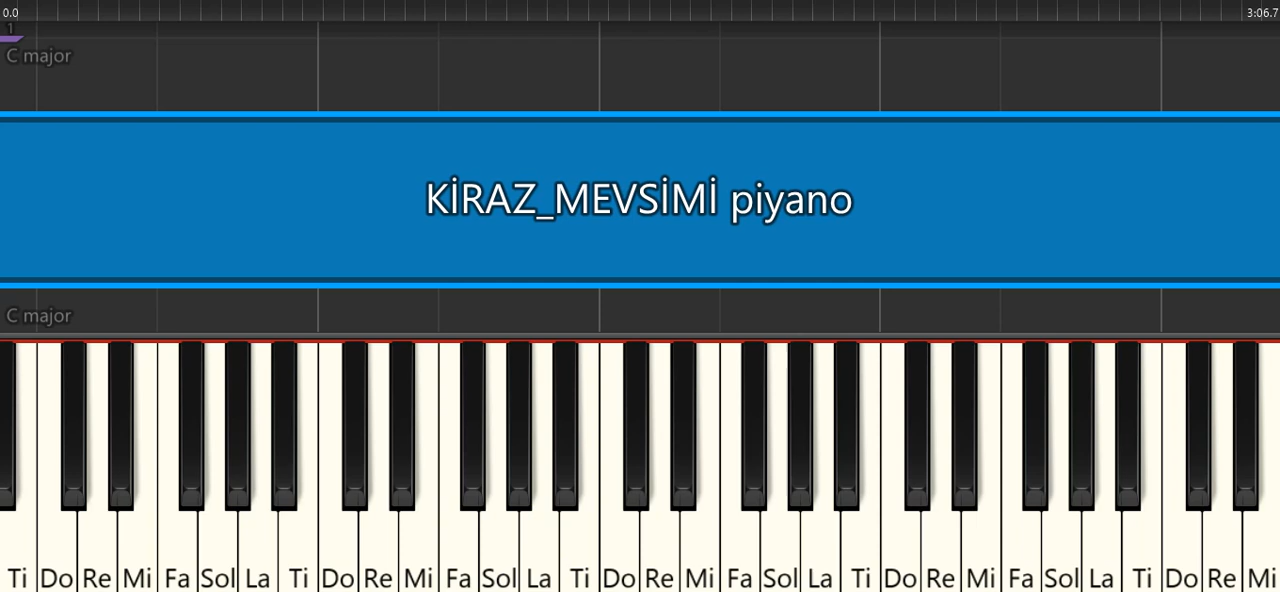 0.0 3:06.7
1
C major
KİRAZ_MEVSİMİ piyano
C major
Ti Do Re Mi Fa Sol La Ti Do Re Mi Fa Sol La Ti Do Re Mi Fa Sol La Ti Do Re Mi Fa Sol La Ti Do Re Mi